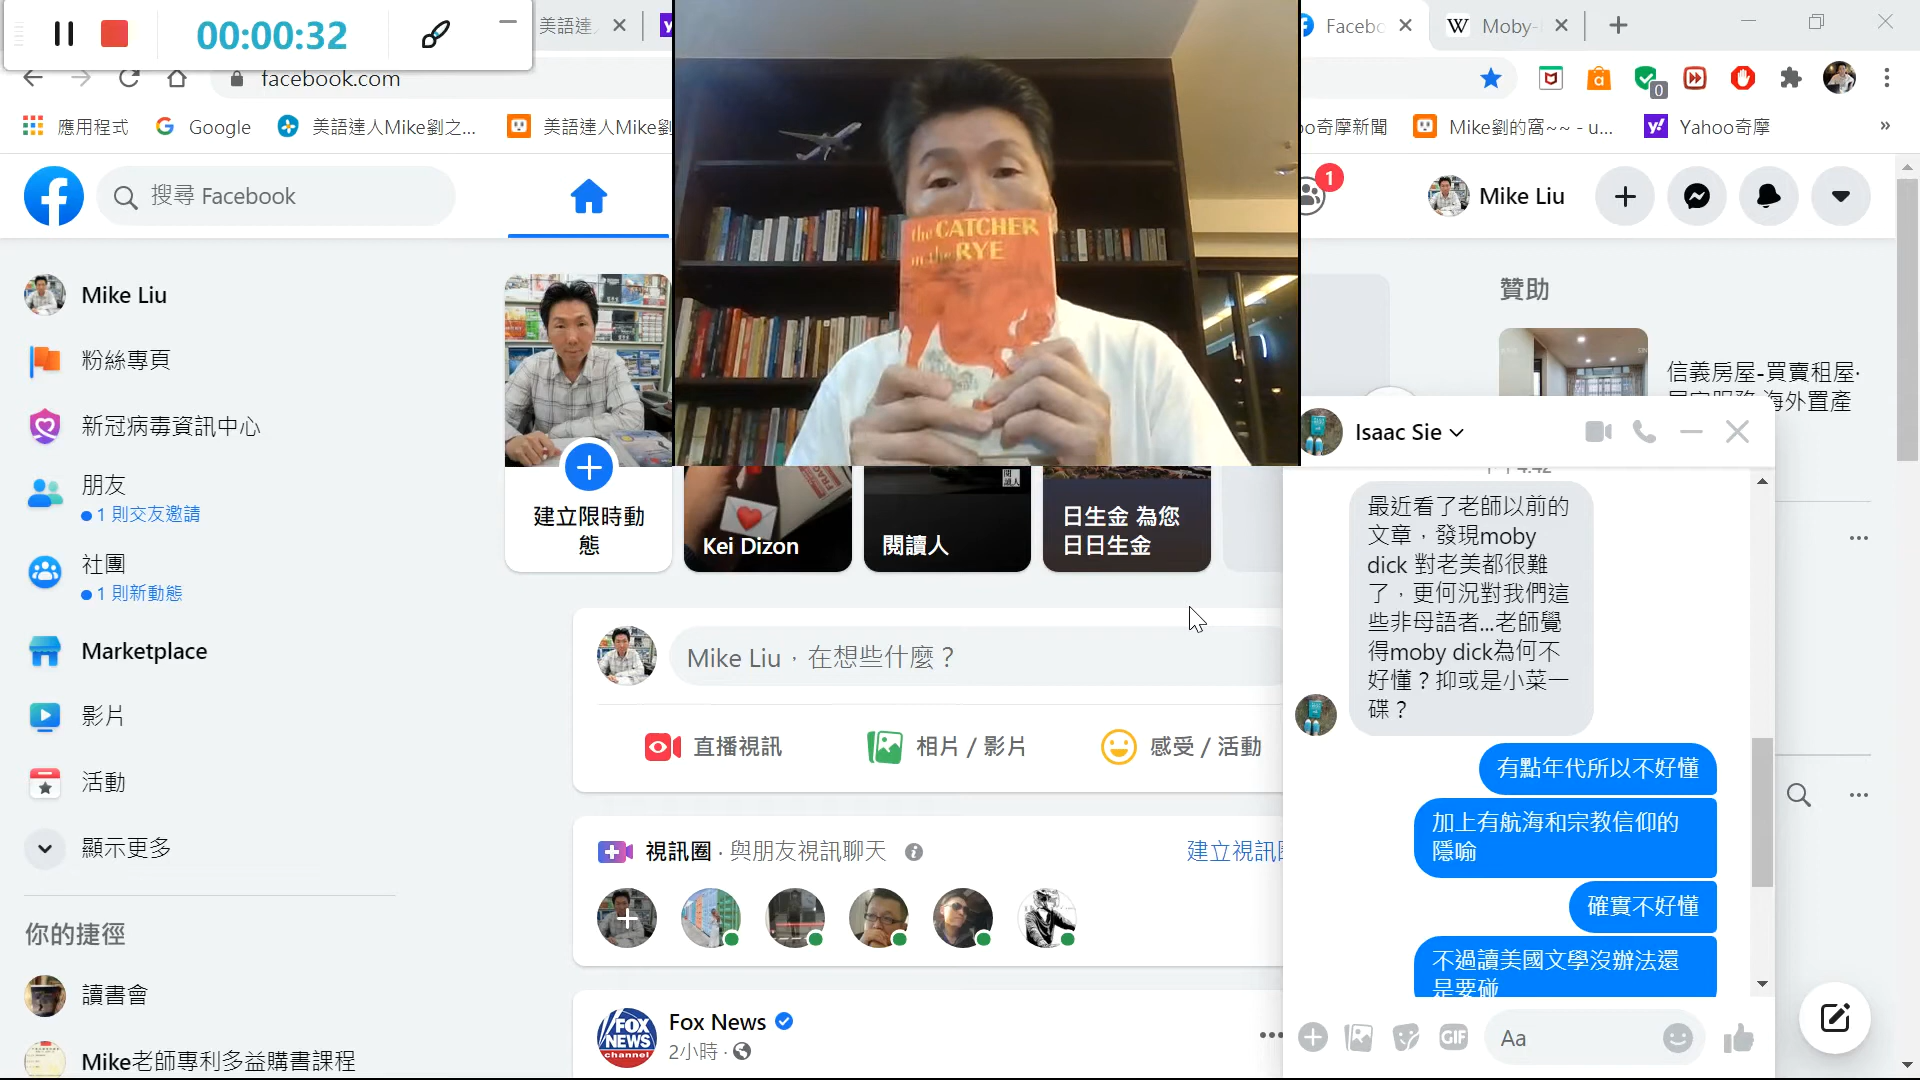 00:00:32
美語達
Facebo
Moby-
facebook.com
應用程式
Google
美語達人Mike劉之...
美語達人Mike劉
oo奇摩新聞
Mike劉的窩~~ - u...
Yahoo奇摩
»
0
搜尋 Facebook
1
Mike Liu
the CATCHER
in the RYE
Mike Liu
粉絲專頁
新冠病毒資訊中心
朋友
1 則交友邀請
社團
1 則新動態
Marketplace
影片
活動
顯示更多
你的捷徑
讀書會
Mike老師專利多益購書課程
建立限時動
態
Kei Dizon
閱讀人
日生金 為您
日日生金
Mike Liu，在想些什麼？
直播視訊
相片 / 影片
感受 / 活動
視訊圈 · 與朋友視訊聊天
建立視訊
Fox News
FOX
NEWS
channel
2小時 ·
贊助
信義房屋-買賣租屋·
海外置產
Isaac Sie
最近看了老師以前的
文章，發現moby
dick 對老美都很難
了，更何況對我們這
些非母語者...老師覺
得moby dick為何不
好懂？抑或是小菜一
碟？
有點年代所以不好懂
加上有航海和宗教信仰的
隱喻
確實不好懂
不過讀美國文學沒辦法還
是要碰
GIF
Aa